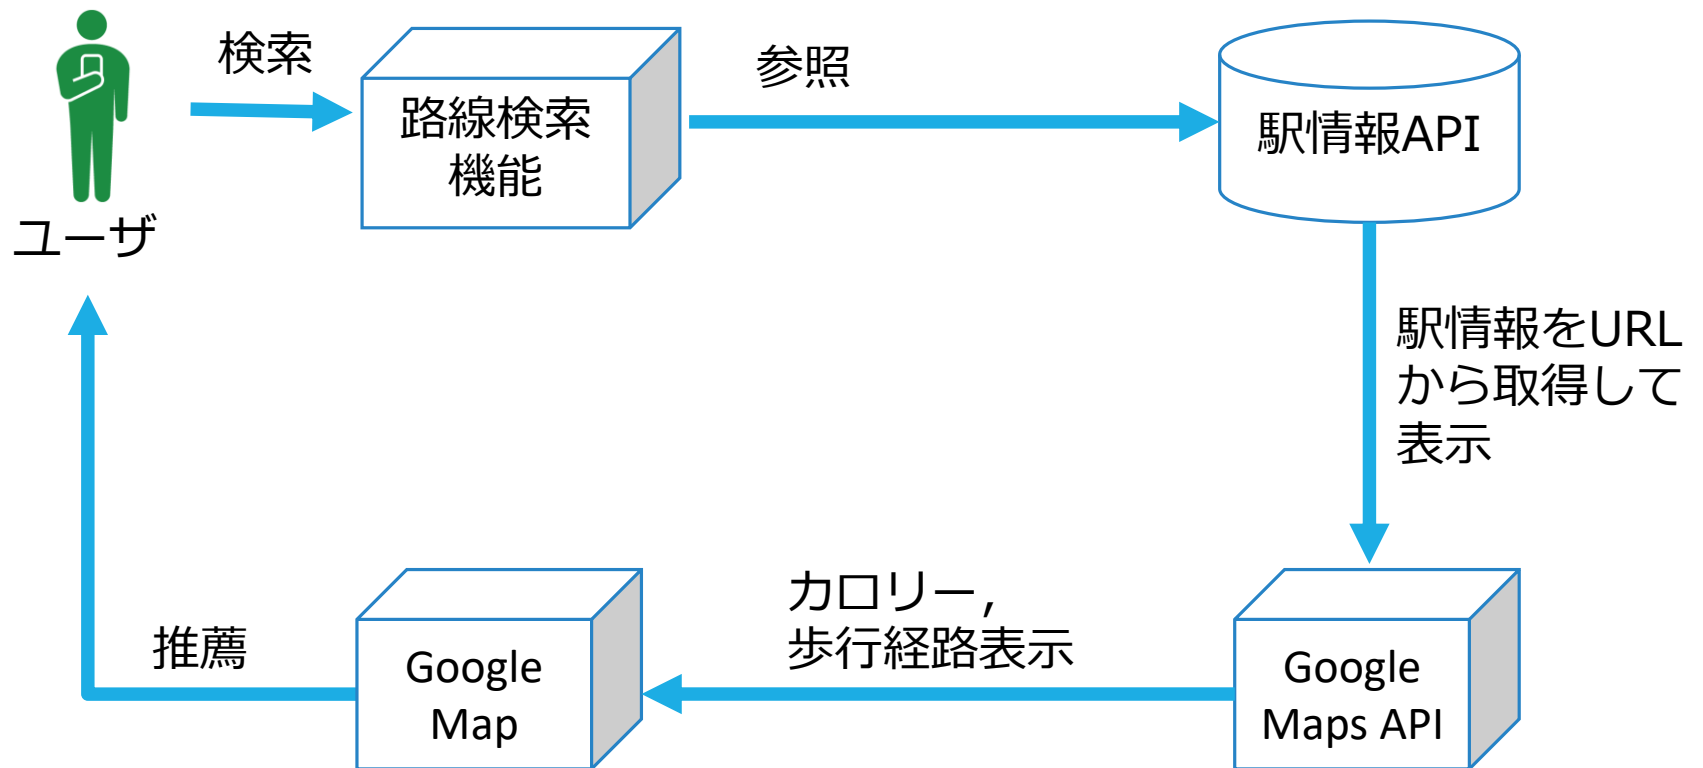 検索
路線検索
機能
参照
駅情報API
ユーザ
駅情報をURL
から取得して
表示
カロリー,
歩行経路表示
推薦
Google
Map
Google
Maps API